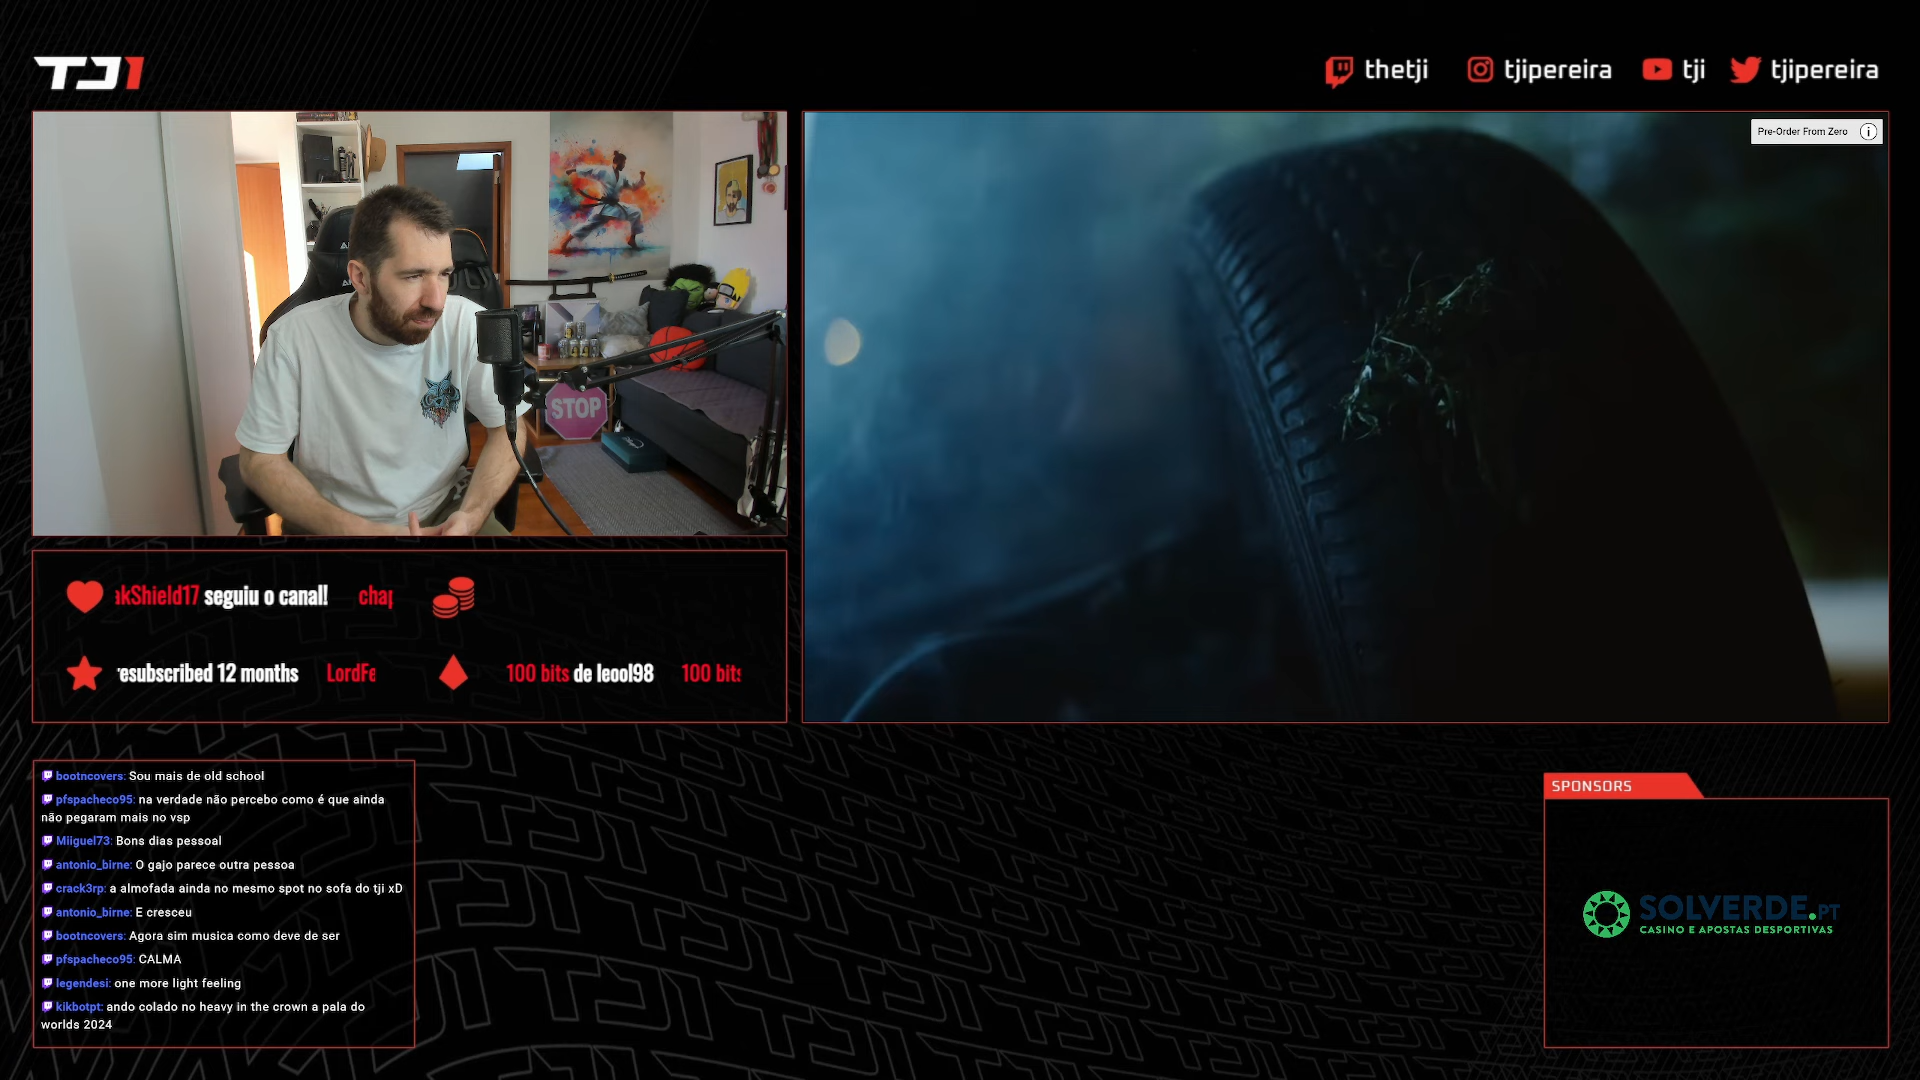 TJ1
thetji
tjipereira
tji
tjipereira
Pre-Order From Zero
STOP
akShield17 seguiu o canal!
resubscribed 12 months
100 bits de leool98 100 bits
bootncovers: Sou mais de old school
pfspacheco95: na verdade não percebo como é que ainda
não pegaram mais no vsp
Miiguel73: Bons dias pessoal
antonio_birne: O gajo parece outra pessoa
crack3rp: a almofada ainda no mesmo spot no sofa do tji xD
antonio_birne: E cresceu
bootncovers: Agora sim musica como deve de ser
pfspacheco95: CALMA
legendesi: one more light feeling
kikbotpt: ando colado no heavy in the crown a pala do
worlds 2024
SPONSORS
SOLVERDE.PT
CASINO E APOSTAS DESPORTIVAS